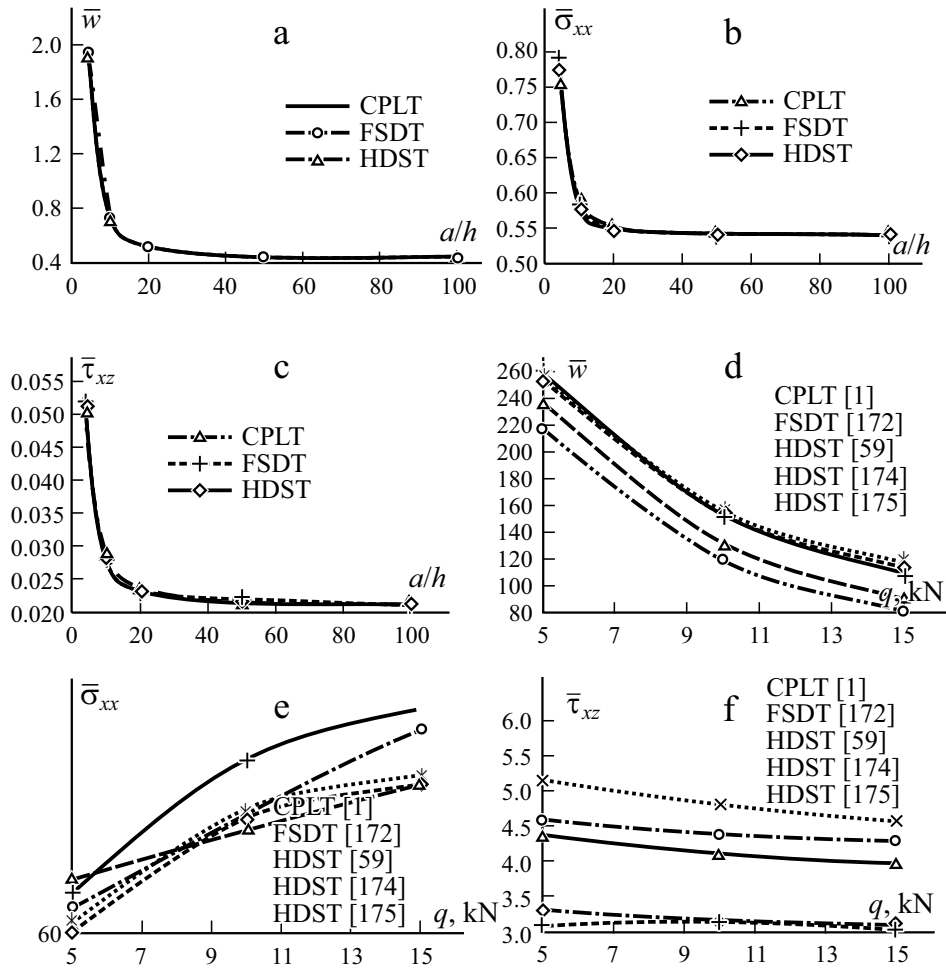 w̅
a
2.0
1.6
1.2
0.8
0.4
CPLT
FSDT
HDST
a/h
0 20 40 60 80 100
σ̅xx
b
0.80
0.75
0.70
0.65
0.60
0.55
0.50
CPLT
FSDT
HDST
a/h
0 20 40 60 80 100
τ̅xz
c
0.055
0.050
0.045
0.040
0.035
0.030
0.025
0.020
CPLT
FSDT
HDST
a/h
0 20 40 60 80 100
w̅
d
260
240
220
200
180
160
140
120
100
80
CPLT [1]
FSDT [172]
HDST [59]
HDST [174]
HDST [175]
q, kN
5 7 9 11 13 15
σ̅xx
e
CPLT [1]
FSDT [172]
HDST [59]
HDST [174]
HDST [175]
q, kN
60
5 7 9 11 13 15
τ̅xz
f
6.0
5.5
5.0
4.5
4.0
3.5
3.0
CPLT [1]
FSDT [172]
HDST [59]
HDST [174]
HDST [175]
q, kN
5 7 9 11 13 15